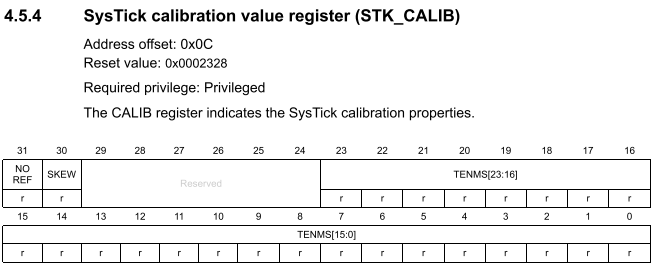 4.5.4 SysTick calibration value register (STK_CALIB)
Address offset: 0x0C
Reset value: 0x0002328
Required privilege: Privileged
The CALIB register indicates the SysTick calibration properties.
31 30 29 28 27 26 25 24 23 22 21 20 19 18 17 16
NO REF SKEW Reserved TENMS[23:16]
r r r r r r r r r r
15 14 13 12 11 10 9 8 7 6 5 4 3 2 1 0
TENMS[15:0]
r r r r r r r r r r r r r r r r